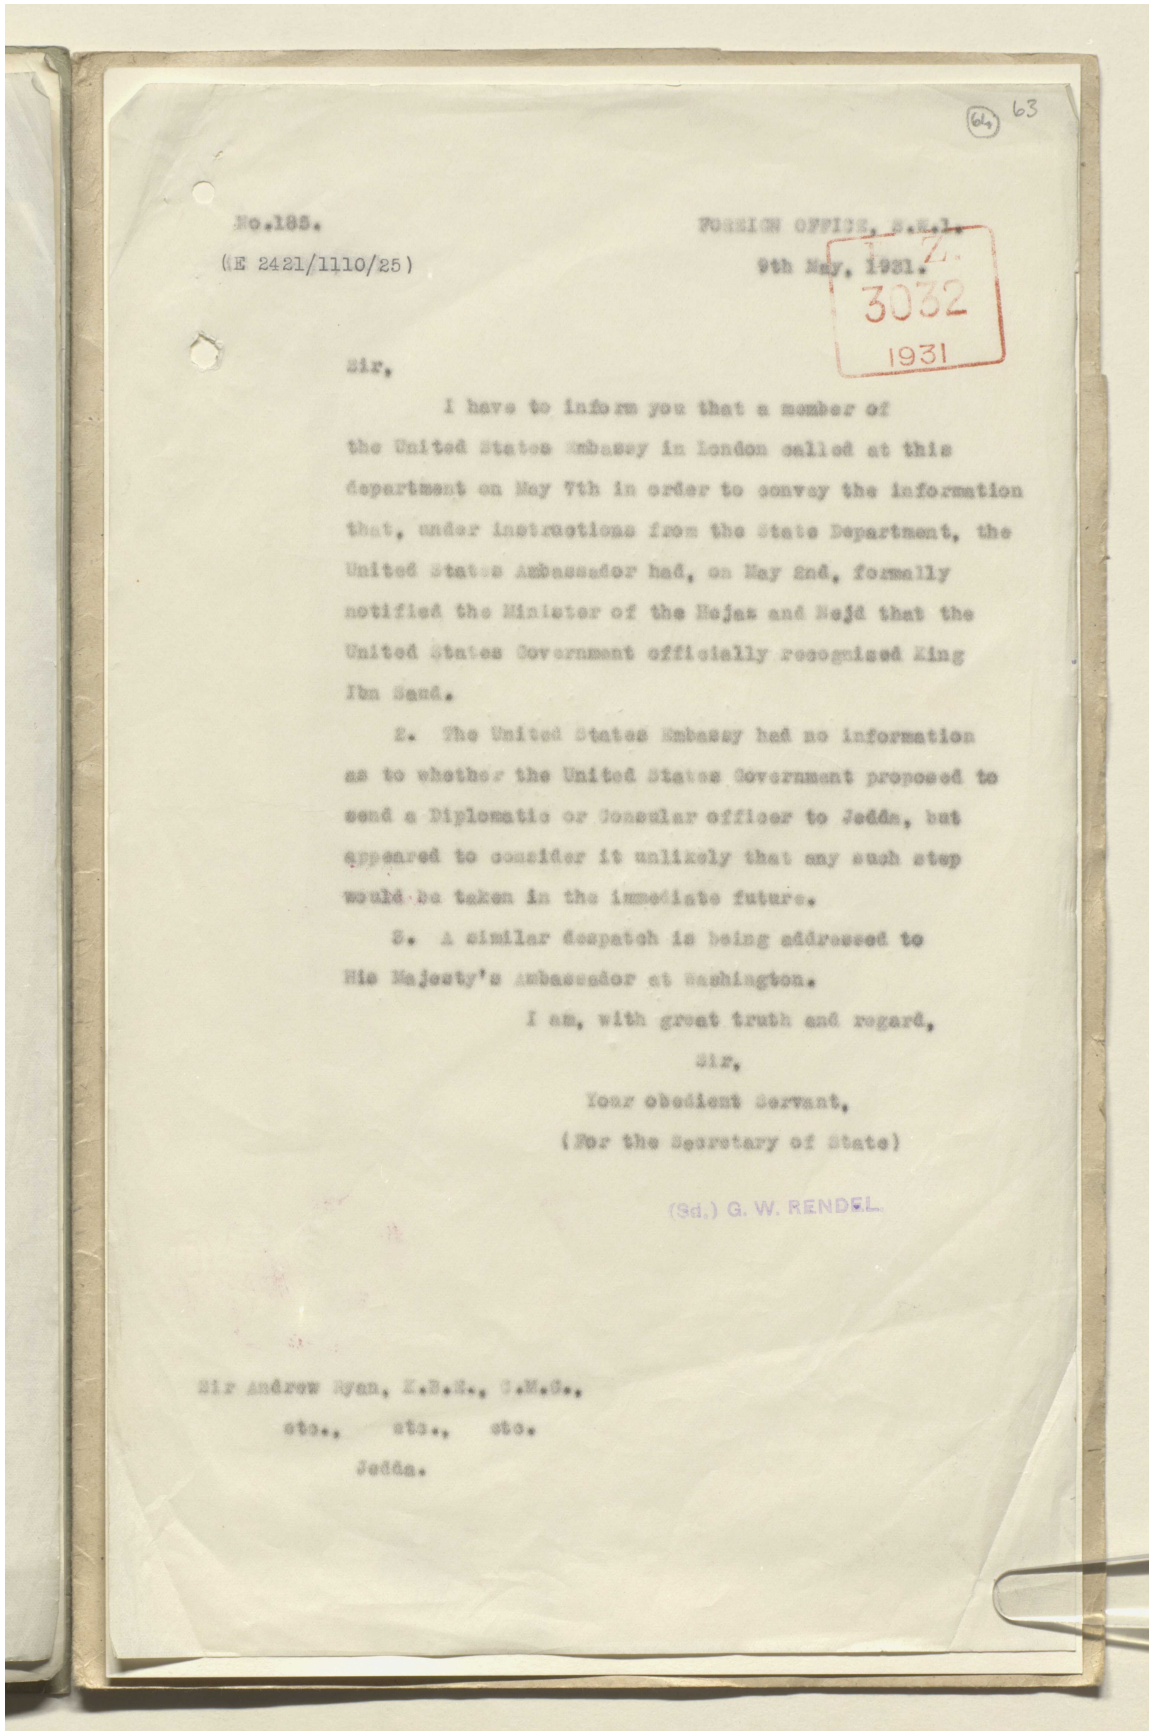 64 63
No.185. FOREIGN OFFICE, S.W.1.
(E 2421/1110/25) 9th May, 1931.
P. Z.
3032
1931
Sir,
I have to inform you that a member of
the United States Embassy in London called at this
department on May 7th in order to convey the information
that, under instructions from the State Department, the
United States Ambassador had, on May 2nd, formally
notified the Minister of the Hejaz and Nejd that the
United States Government officially recognised King
Ibn Saud.
2. The United States Embassy had no information
as to whether the United States Government proposed to
send a Diplomatic or Consular officer to Jedda, but
appeared to consider it unlikely that any such step
would be taken in the immediate future.
3. A similar despatch is being addressed to
His Majesty's Ambassador at Washington.
I am, with great truth and regard,
Sir,
Your obedient Servant,
(For the Secretary of State)
(Sd.) G. W. RENDEL.
Sir Andrew Ryan, K.B.E., C.M.G.,
etc., etc., etc.
Jedda.